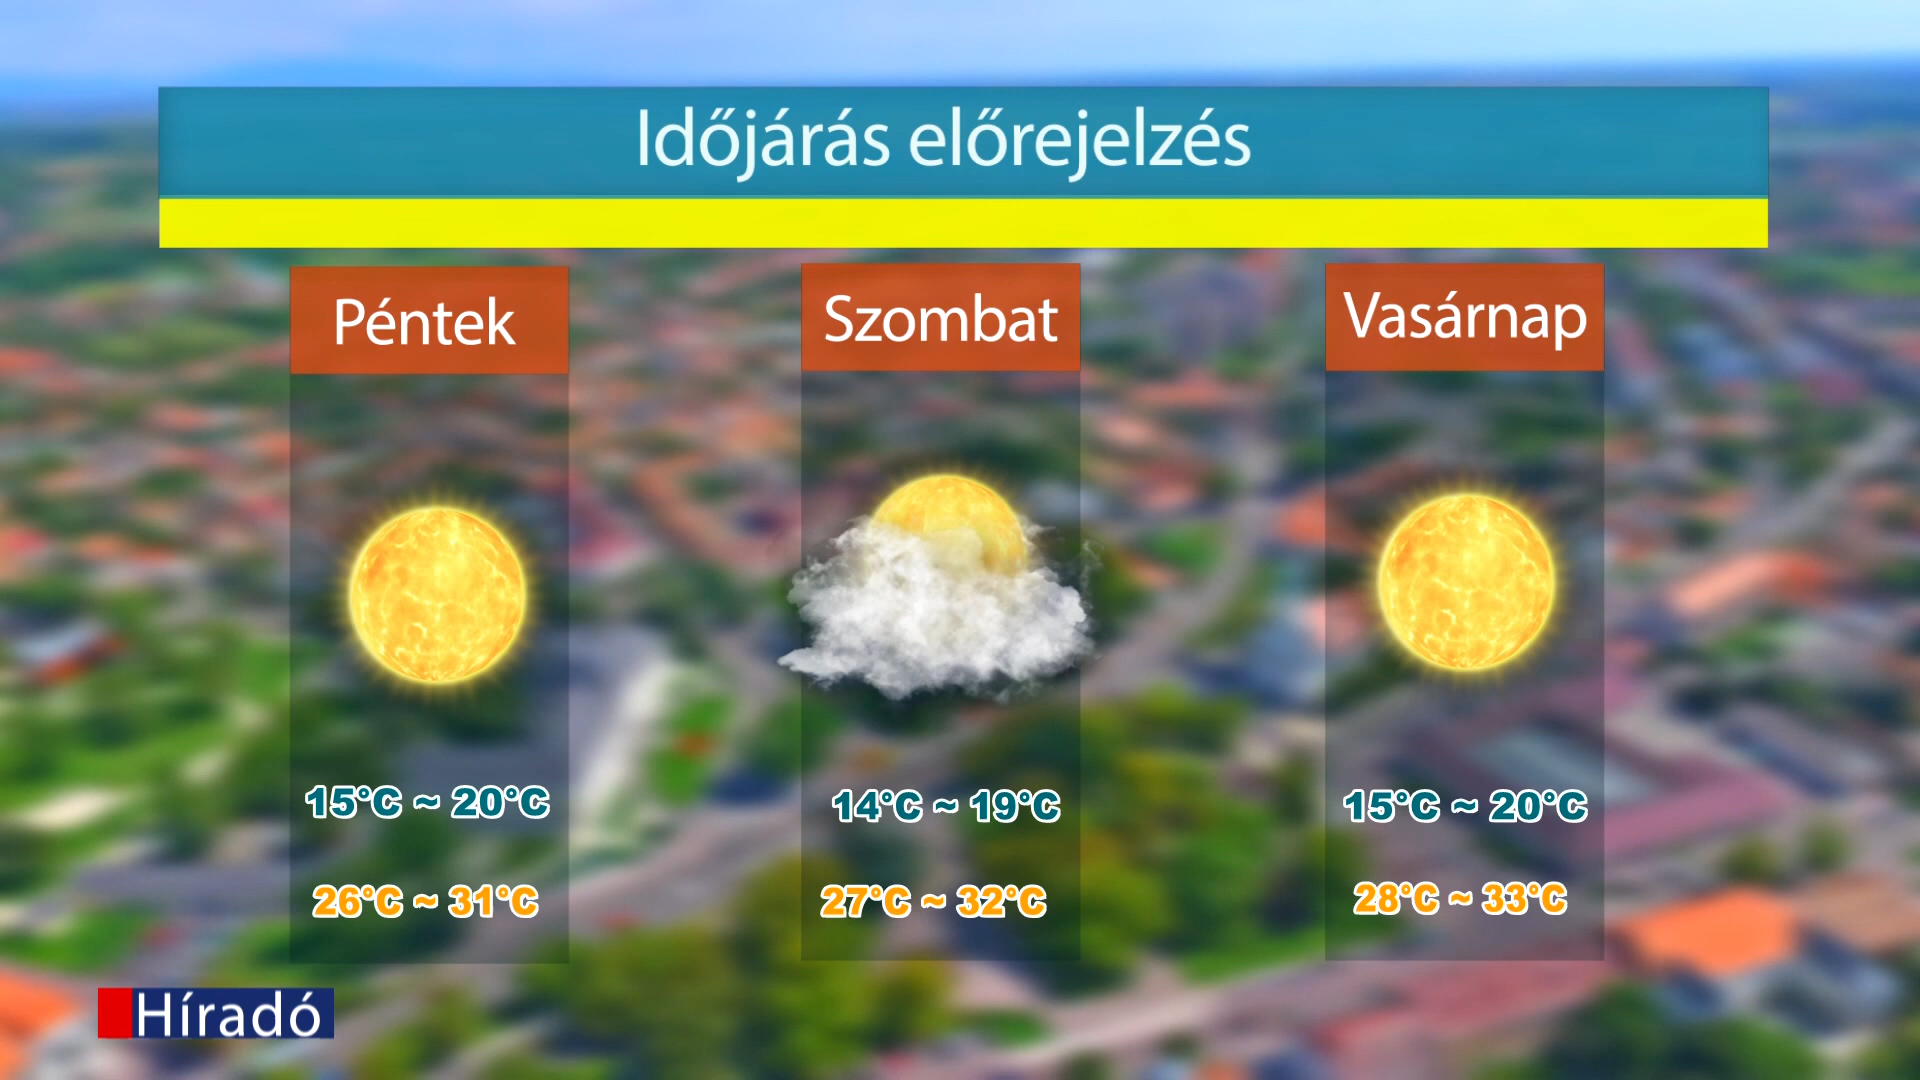 Időjárás előrejelzés
Péntek
15°C ~ 20°C
26°C ~ 31°C
Szombat
14°C ~ 19°C
27°C ~ 32°C
Vasárnap
15°C ~ 20°C
28°C ~ 33°C
Híradó